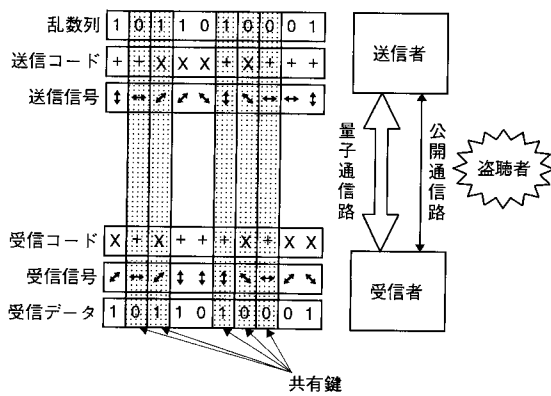 乱数列 1 0 1 1 0 1 0 0 0 1
送信コード + + X X X + X + + +
送信信号 ↕ ↔ ⤢ ⤢ ⤡ ↕ ⤡ ↔ ↔ ↕
受信コード X + X + + + X + X X
受信信号 ⤢ ↔ ⤢ ↕ ↕ ↕ ⤡ ↔ ⤢ ⤡
受信データ 1 0 1 1 0 1 0 0 0 1
共有鍵
送信者
量子通信路
公開通信路
盗聴者
受信者